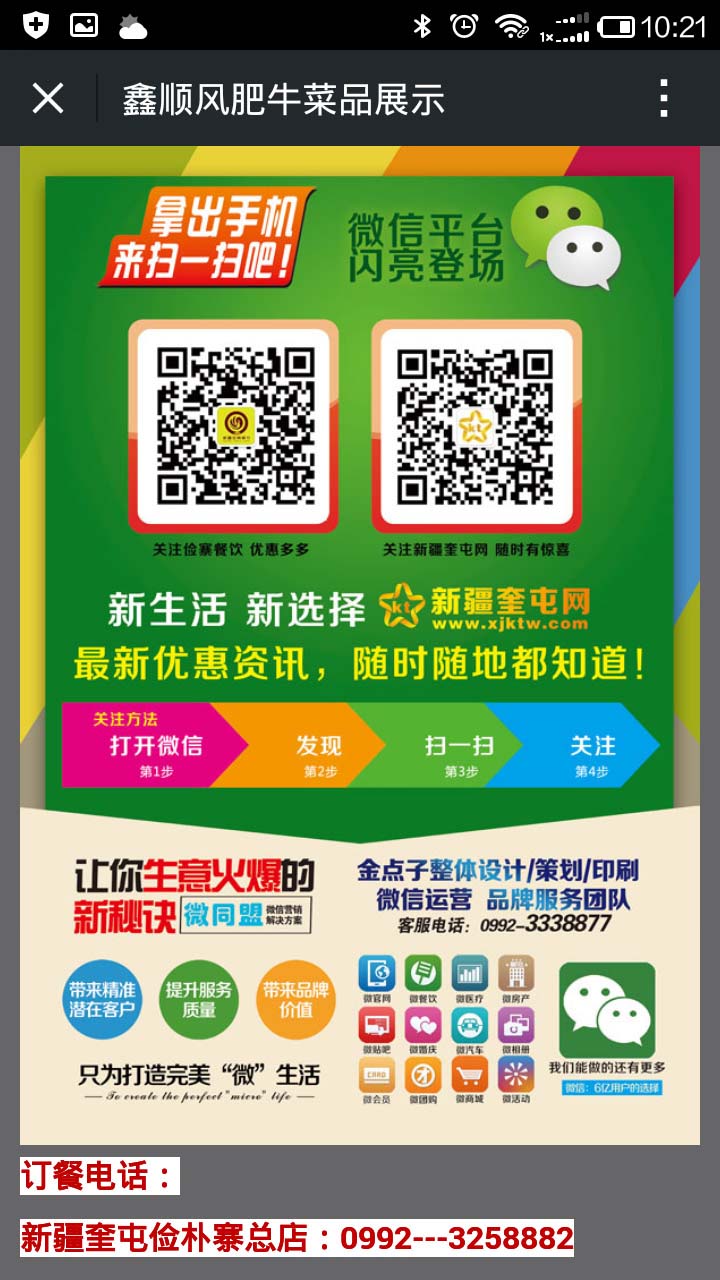 1×
10:21
鑫顺风肥牛菜品展示
拿出手机
来扫一扫吧！
微信平台
闪亮登场
关注俭寨餐饮 优惠多多
关注新疆奎屯网 随时有惊喜
新生活 新选择
kt
新疆奎屯网
www.xjktw.com
最新优惠资讯，随时随地都知道！
关注方法
打开微信
第1步
发现
第2步
扫一扫
第3步
关注
第4步
让你生意火爆的
新秘诀
微同盟
微信营销
解决方案
金点子整体设计/策划/印刷
微信运营 品牌服务团队
客服电话：0992-3338877
带来精准
潜在客户
提升服务
质量
带来品牌
价值
只为打造完美“微”生活
To create the perfect "micro" life
微官网 微餐饮 微医疗 微房产
微贴吧 微婚庆 微汽车 微相册
CARD
微会员 微团购 微商城 微活动
我们能做的还有更多
微信：6亿用户的选择
订餐电话：
新疆奎屯俭朴寨总店：0992---3258882